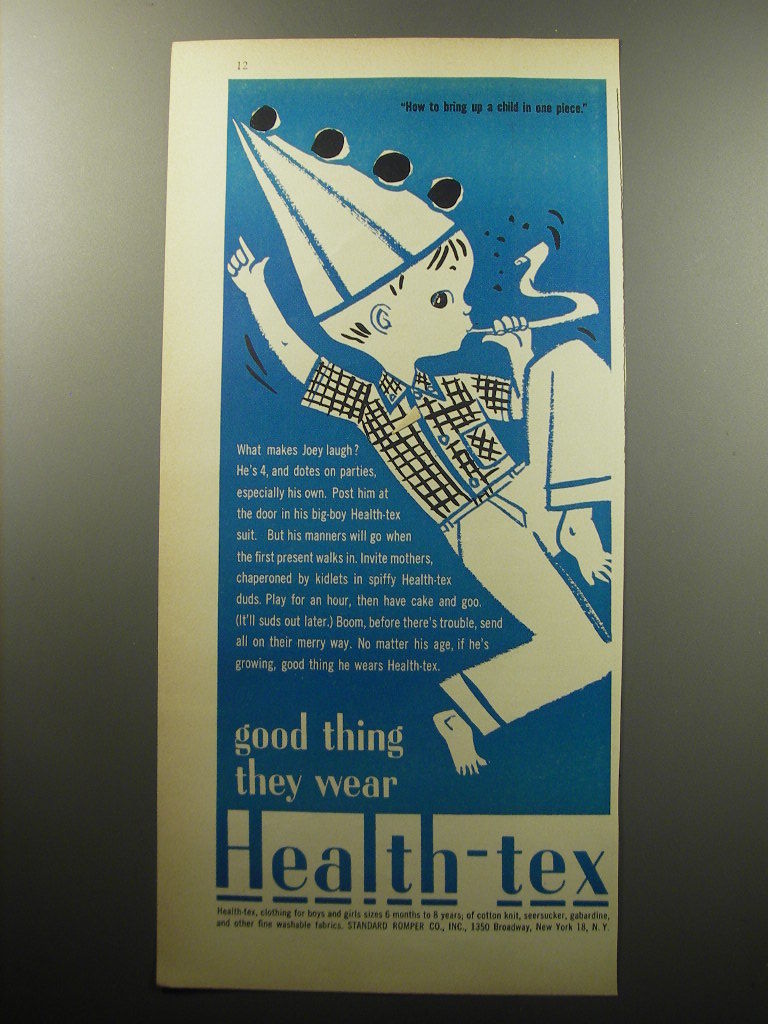 12
"How to bring up a child in one piece."
What makes Joey laugh?
He's 4, and dotes on parties,
especially his own. Post him at
the door in his big-boy Health-tex
suit. But his manners will go when
the first present walks in. Invite mothers,
chaperoned by kidlets in spiffy Health-tex
duds. Play for an hour, then have cake and goo.
(It'll suds out later.) Boom, before there's trouble, send
all on their merry way. No matter his age, if he's
growing, good thing he wears Health-tex.
good thing
they wear
Health-tex
Health-tex, clothing for boys and girls sizes 6 months to 8 years; of cotton knit, seersucker, gabardine,
and other fine washable fabrics. STANDARD ROMPER CO., INC., 1350 Broadway, New York 18, N. Y.